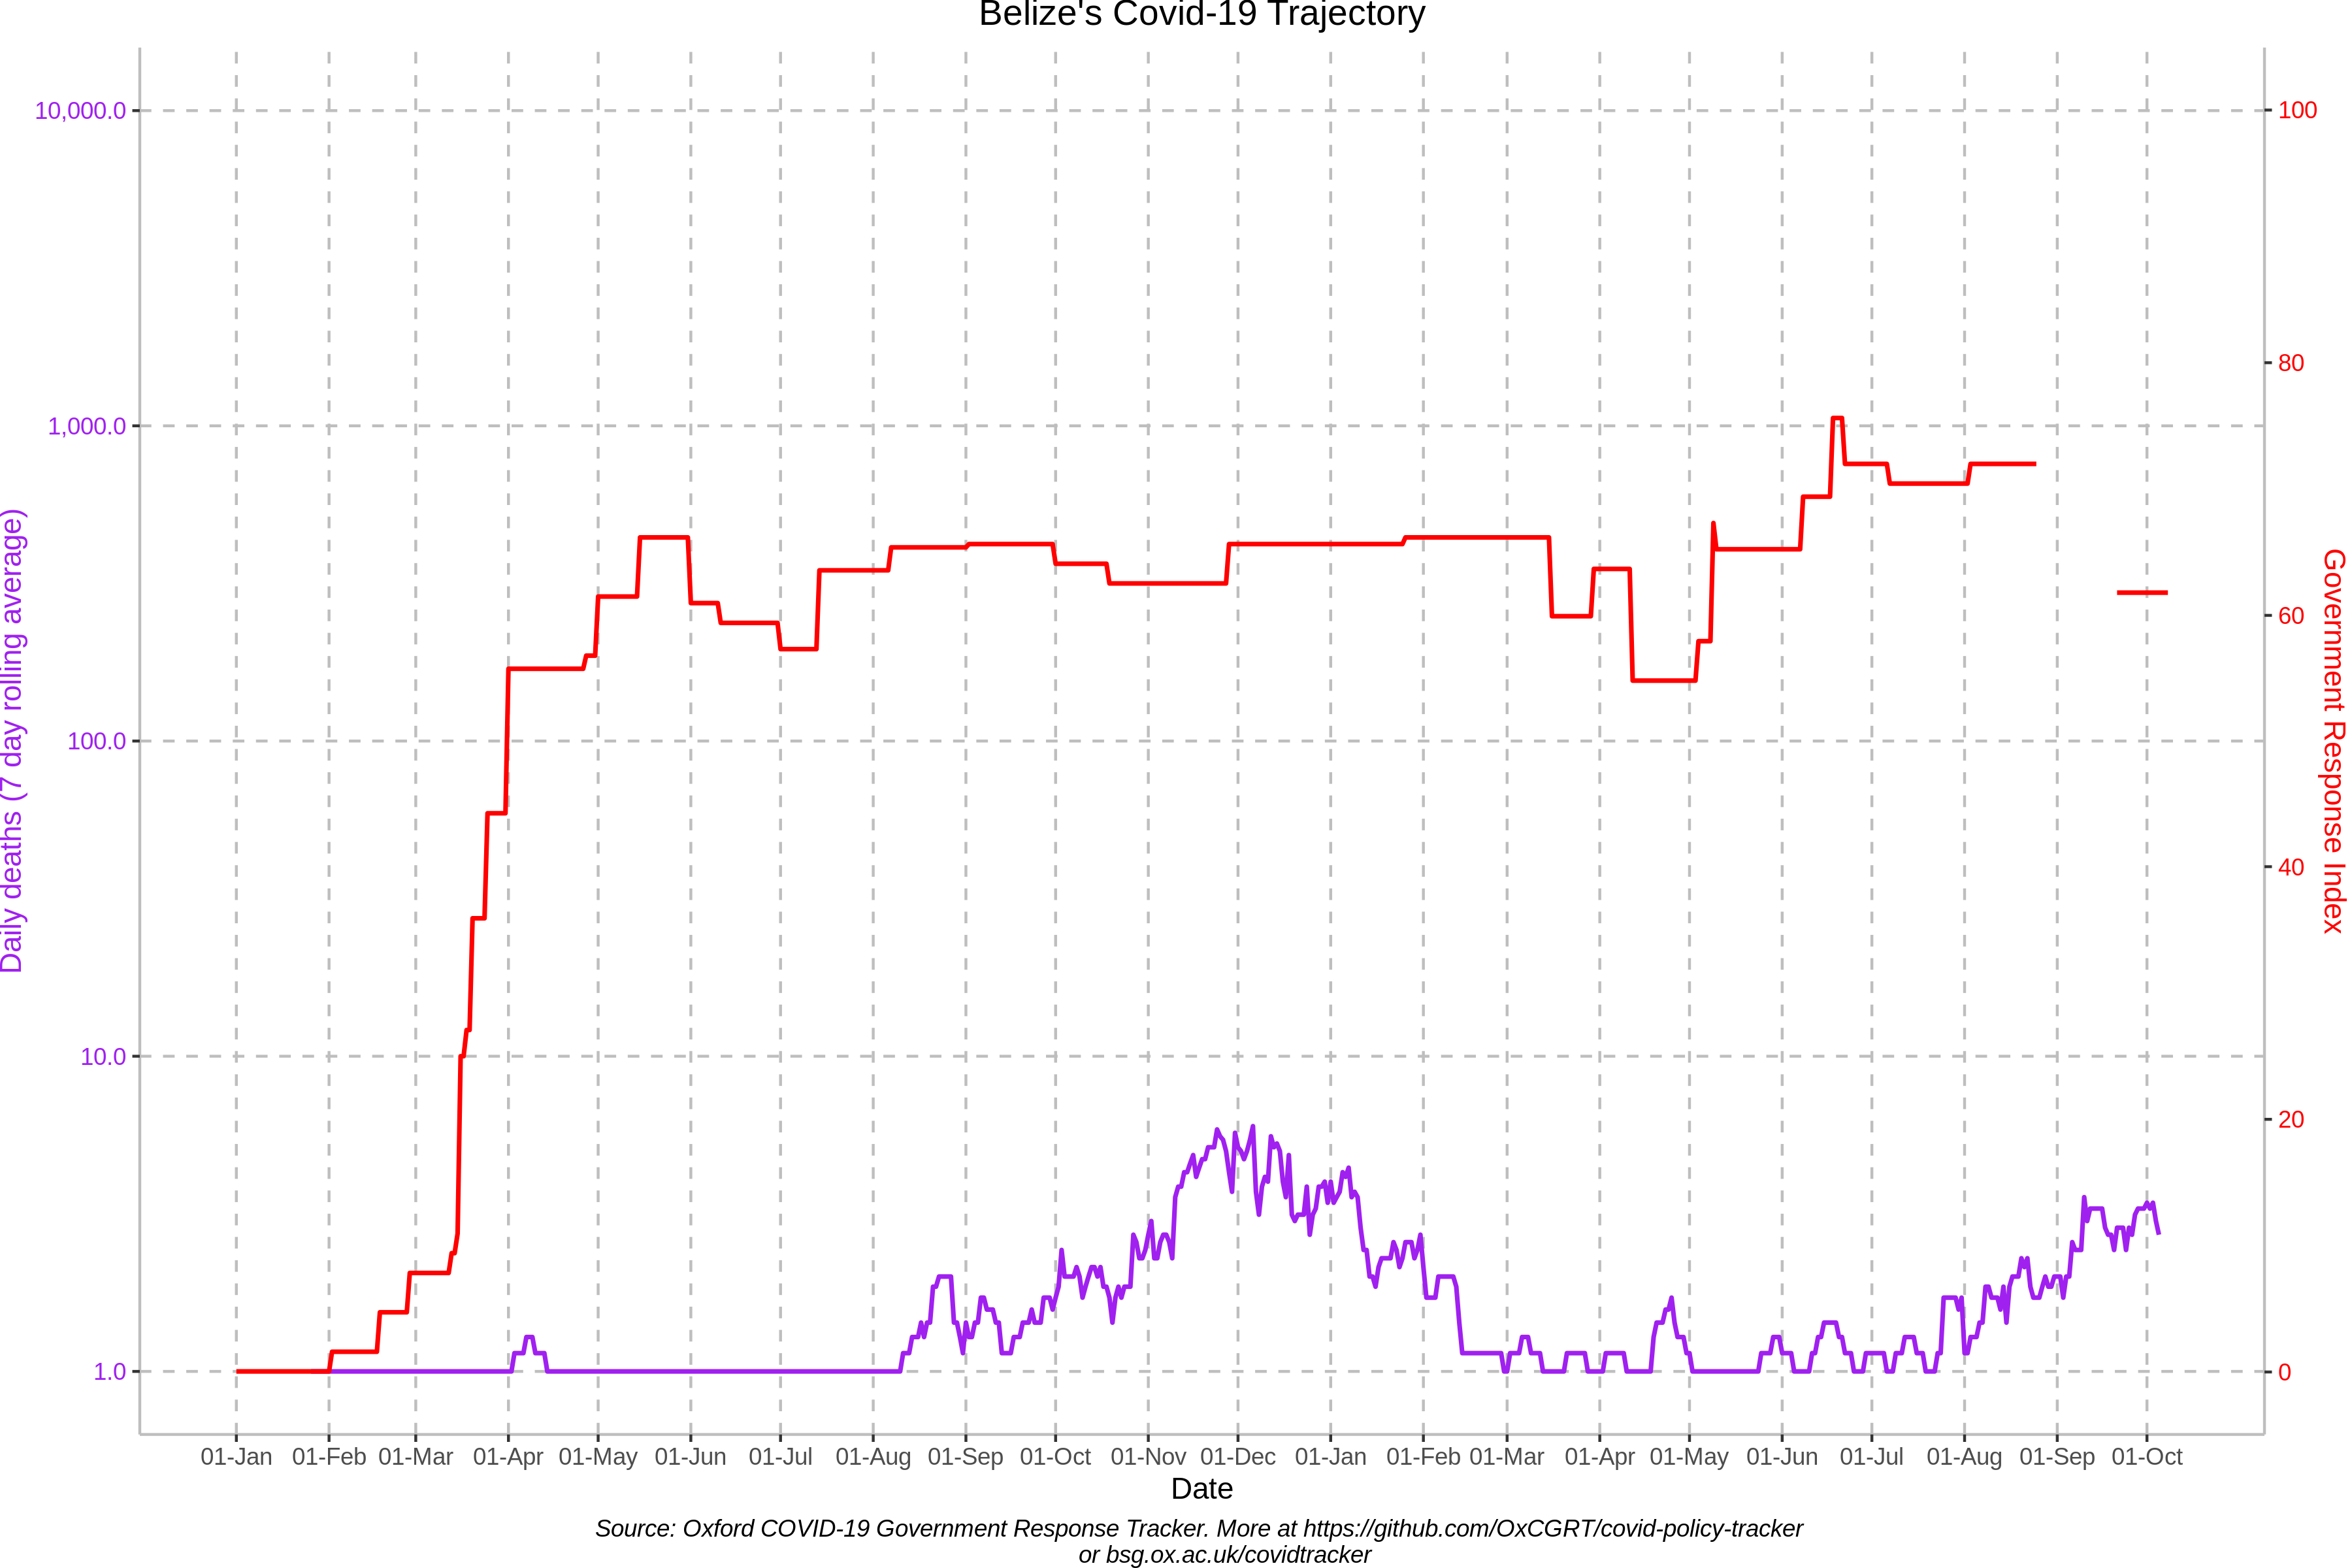 Belize's Covid-19 Trajectory
10,000.0
1,000.0
100.0
10.0
1.0
Daily deaths (7 day rolling average)
100
80
60
40
20
0
Government Response Index
01-Jan 01-Feb 01-Mar 01-Apr 01-May 01-Jun 01-Jul 01-Aug 01-Sep 01-Oct 01-Nov 01-Dec 01-Jan 01-Feb 01-Mar 01-Apr 01-May 01-Jun 01-Jul 01-Aug 01-Sep 01-Oct
Date
Source: Oxford COVID-19 Government Response Tracker. More at https://github.com/OxCGRT/covid-policy-tracker
or bsg.ox.ac.uk/covidtracker